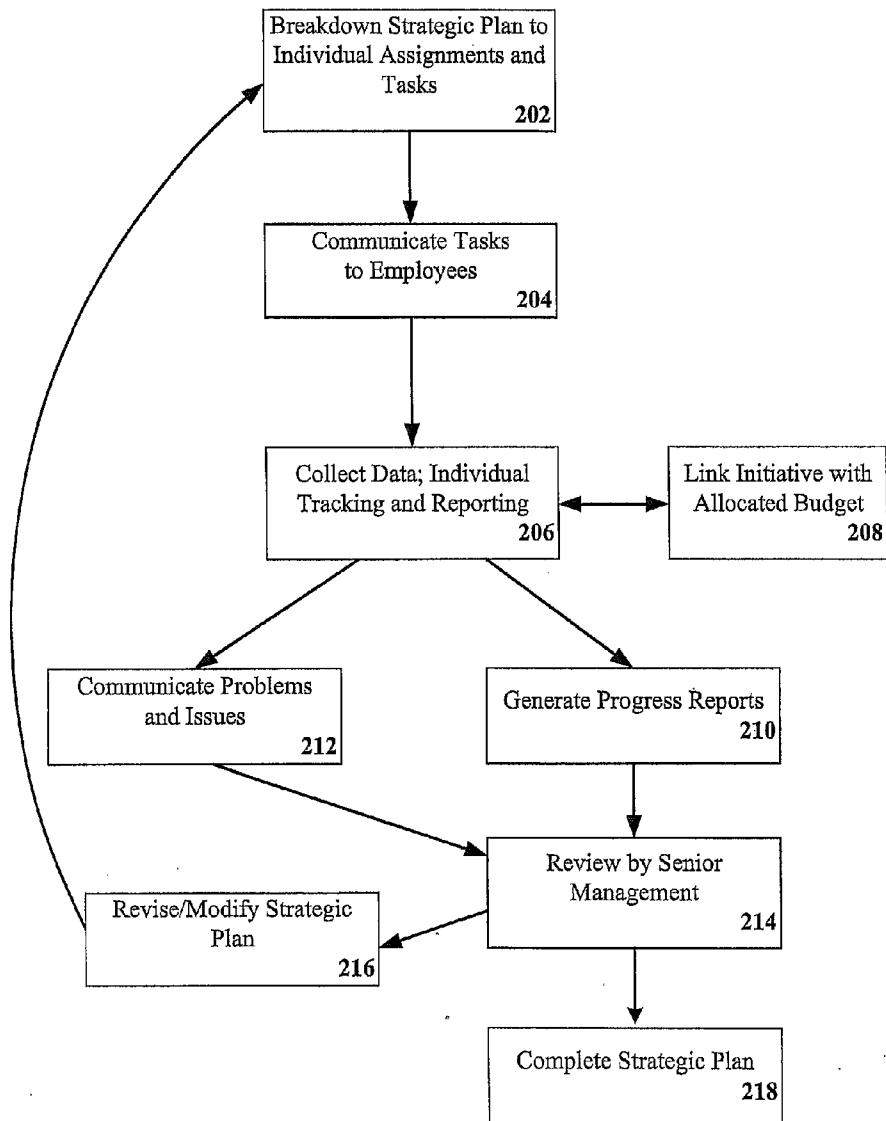 Breakdown Strategic Plan to
Individual Assignments and
Tasks
202
Communicate Tasks
to Employees
204
Collect Data; Individual
Tracking and Reporting
206
Link Initiative with
Allocated Budget
208
Communicate Problems
and Issues
212
Generate Progress Reports
210
Review by Senior
Management
214
Revise/Modify Strategic
Plan
216
Complete Strategic Plan
218